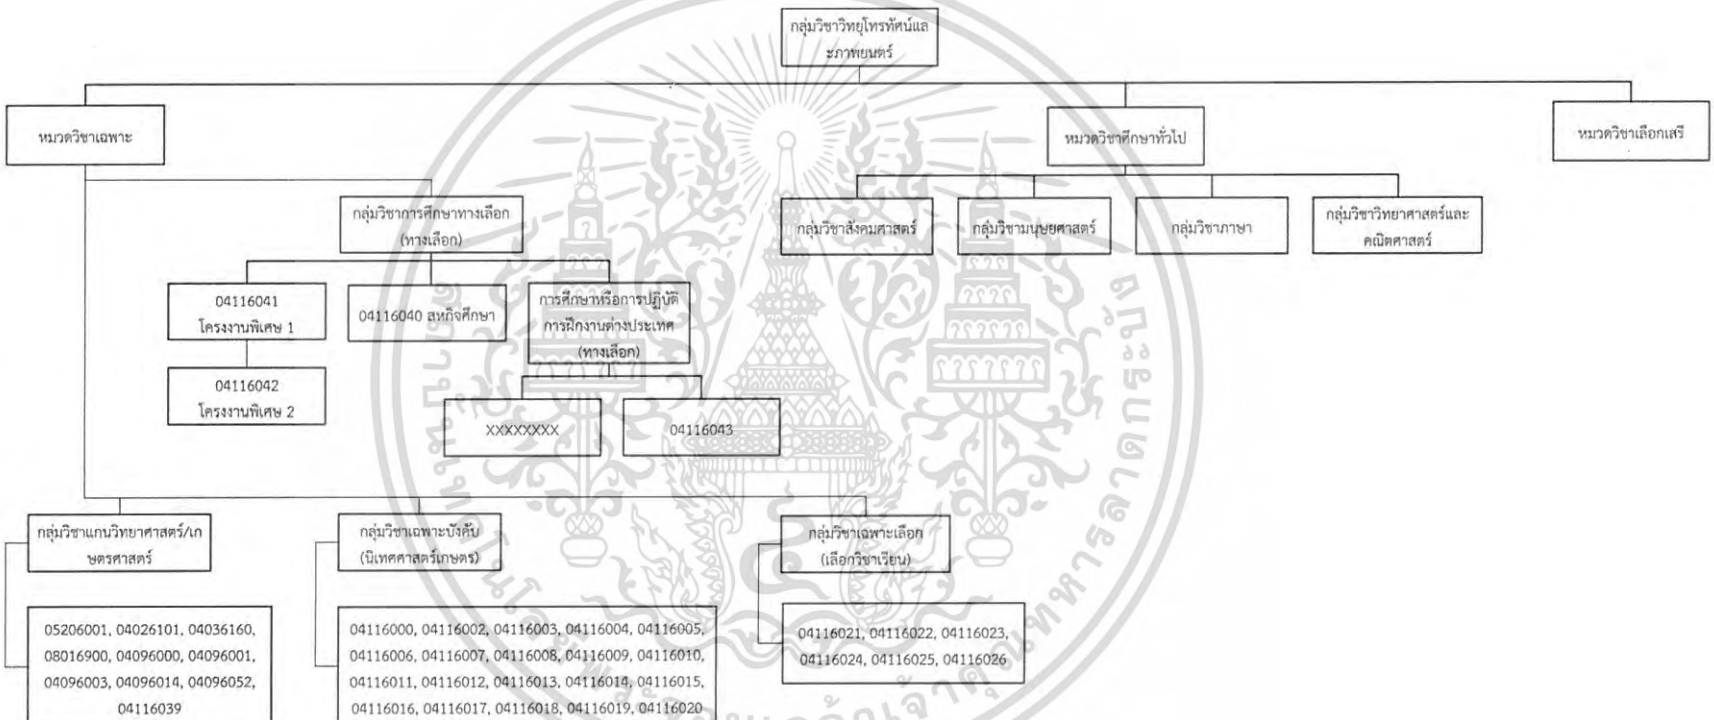 กลุ่มวิชาวิทยุโทรทัศน์แล
ะภาพยนตร์
หมวดวิชาเฉพาะ
หมวดวิชาศึกษาทั่วไป
หมวดวิชาเลือกเสรี
กลุ่มวิชาการศึกษาทางเลือก
(ทางเลือก)
กลุ่มวิชาสังคมศาสตร์
กลุ่มวิชามนุษยศาสตร์
กลุ่มวิชาภาษา
กลุ่มวิชาวิทยาศาสตร์และ
คณิตศาสตร์
04116041
โครงงานพิเศษ 1
04116040 สหกิจศึกษา
การศึกษาหรือการปฏิบัติ
การฝึกงานต่างประเทศ
(ทางเลือก)
04116042
โครงงานพิเศษ 2
XXXXXXXX
04116043
กลุ่มวิชาแกนวิทยาศาสตร์/เก
ษตรศาสตร์
กลุ่มวิชาเฉพาะบังคับ
(นิเทศศาสตร์เกษตร)
กลุ่มวิชาเฉพาะเลือก
(เลือกวิชาเรียน)
05206001, 04026101, 04036160,
08016900, 04096000, 04096001,
04096003, 04096014, 04096052,
04116039
04116000, 04116002, 04116003, 04116004, 04116005,
04116006, 04116007, 04116008, 04116009, 04116010,
04116011, 04116012, 04116013, 04116014, 04116015,
04116016, 04116017, 04116018, 04116019, 04116020
04116021, 04116022, 04116023,
04116024, 04116025, 04116026